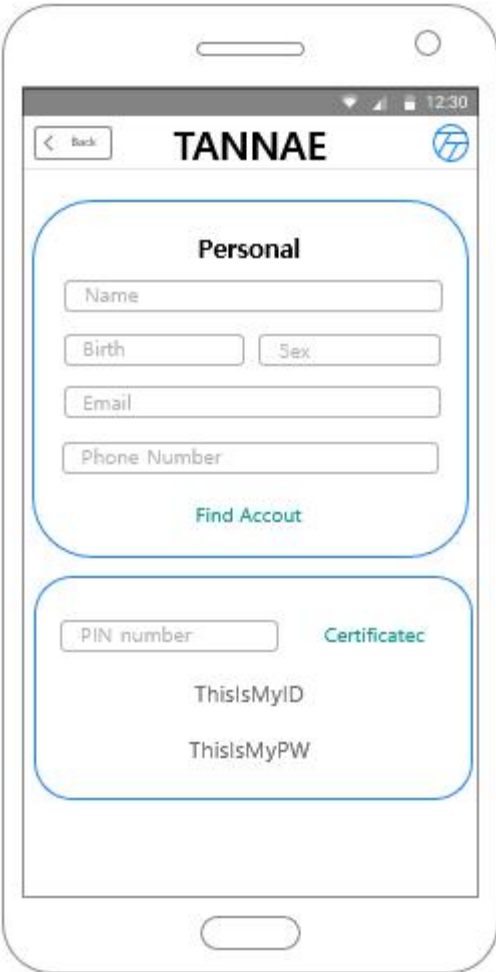 12:30
Back TANNAE
Personal
Name
Birth Sex
Email
Phone Number
Find Accout
PIN number Certificatec
ThisIsMyID
ThisIsMyPW